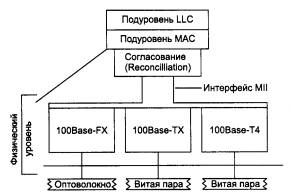 Подуровень LLC
Подуровень MAC
Согласование
(Reconcilliation)
Интерфейс MII
Физический
уровень
100Base-FX
100Base-TX
100Base-T4
Оптоволокно
Витая пара
Витая пара